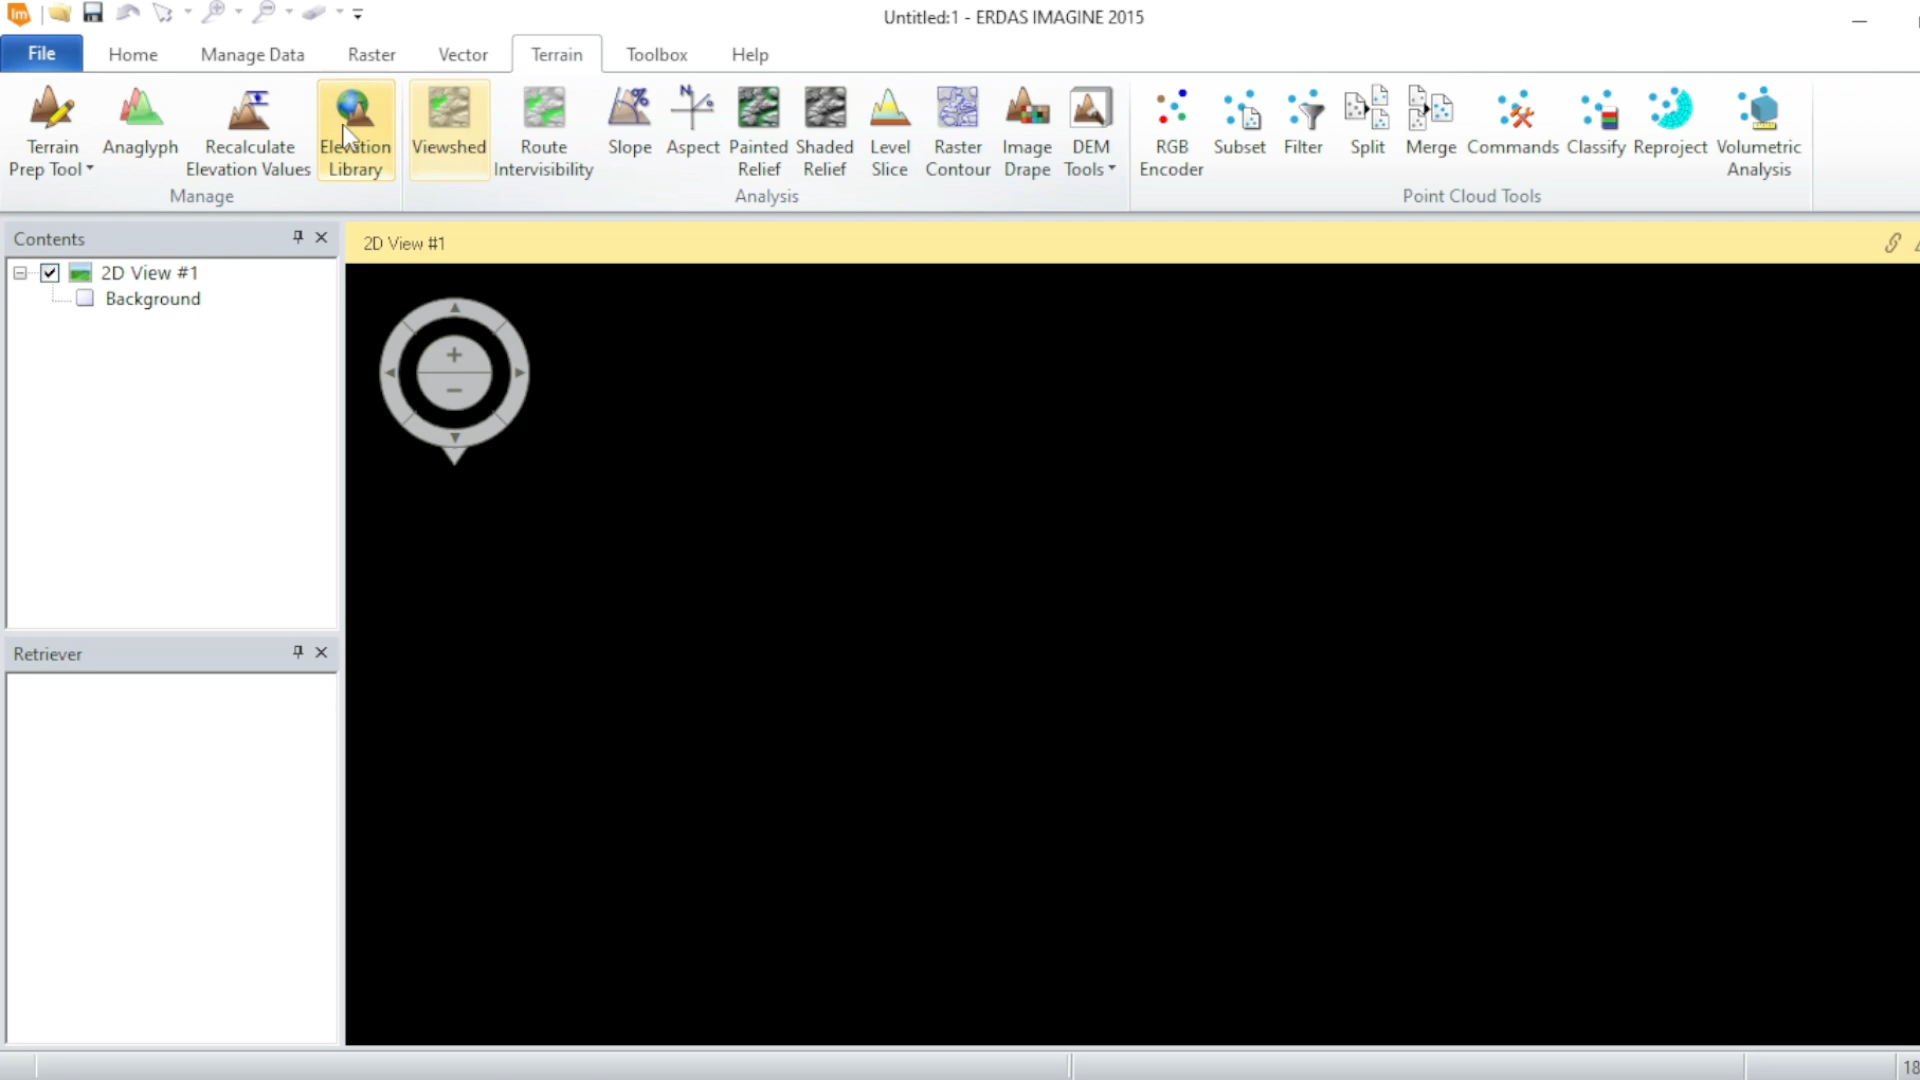 Im
Untitled:1 - ERDAS IMAGINE 2015
File Home Manage Data Raster Vector Terrain Toolbox Help
Terrain Prep Tool
Anaglyph
Recalculate Elevation Values
Elevation Library
Viewshed
Route Intervisibility
Slope
Aspect
Painted Relief
Shaded Relief
Level Slice
Raster Contour
Image Drape
DEM Tools
RGB Encoder
Subset
Filter
Split
Merge
Commands
Classify
Reproject
Volumetric Analysis
Manage
Analysis
Point Cloud Tools
Contents
2D View #1
Background
2D View #1
Retriever
18